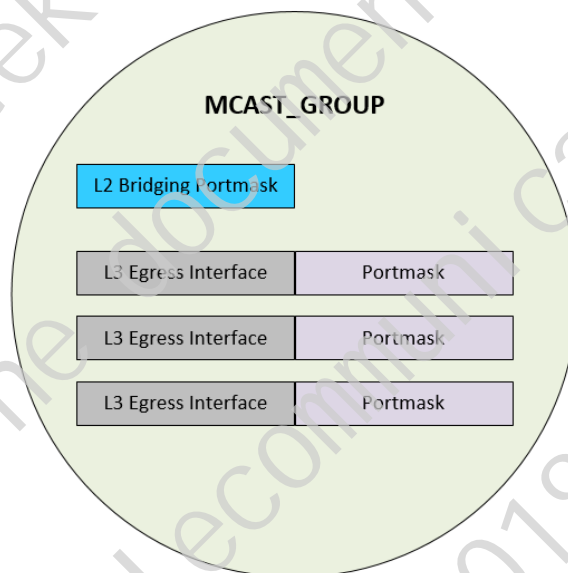 MCAST_GROUP
L2 Bridging Portmask
L3 Egress Interface Portmask
L3 Egress Interface Portmask
L3 Egress Interface Portmask